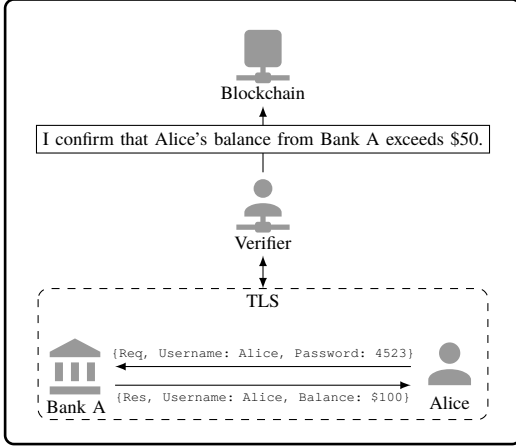 Blockchain
I confirm that Alice's balance from Bank A exceeds $50.
Verifier
TLS
{Req, Username: Alice, Password: 4523}
{Res, Username: Alice, Balance: $100}
Bank A
Alice